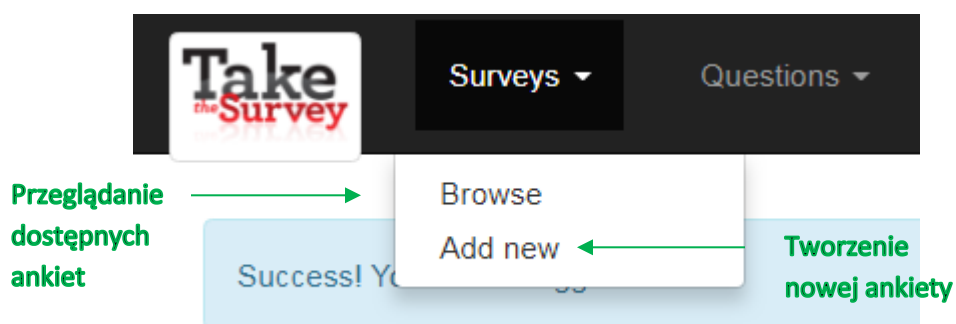 Take
the Survey
Surveys
Questions
Przeglądanie
dostępnych
ankiet
Browse
Add new
Tworzenie
nowej ankiety
Success!